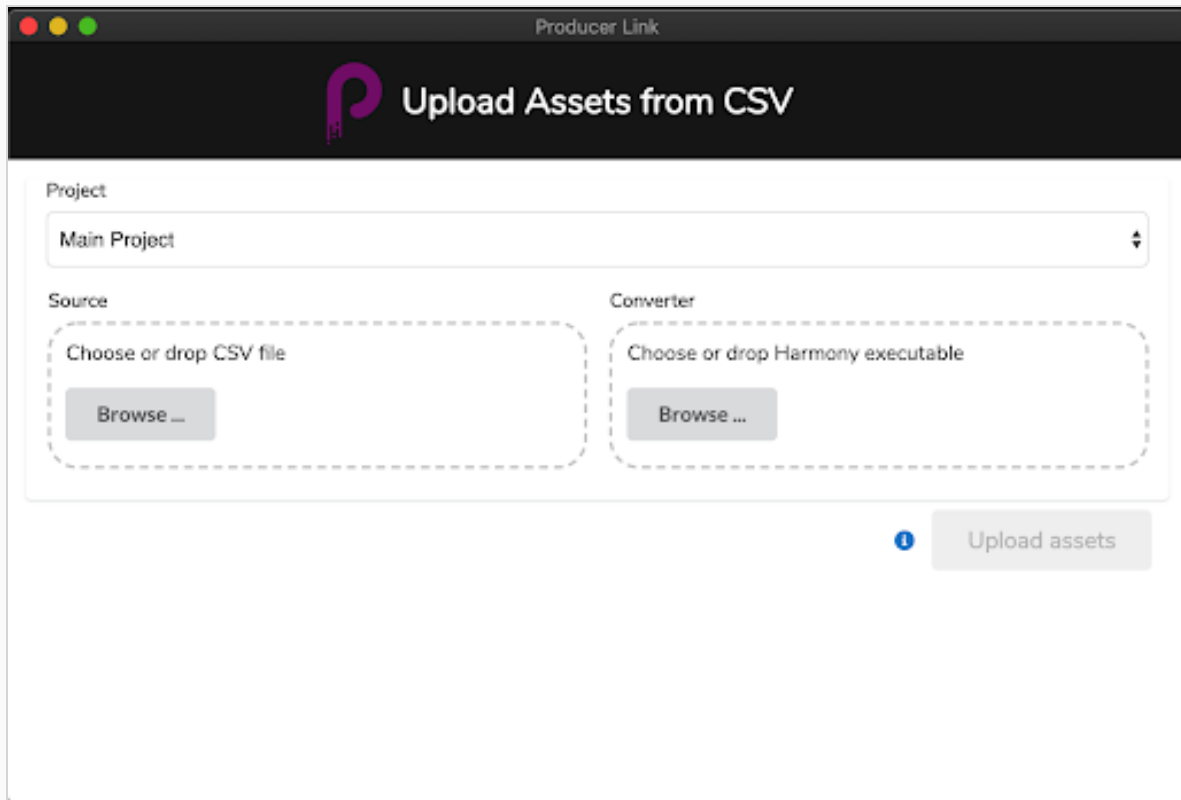 Producer Link
Upload Assets from CSV
Project
Main Project
Source
Converter
Choose or drop CSV file
Choose or drop Harmony executable
Browse ...
Browse ...
Upload assets